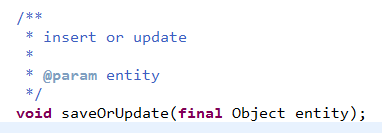 /**
 * insert or update
 *
 * @param entity
 */
void saveOrUpdate(final Object entity);